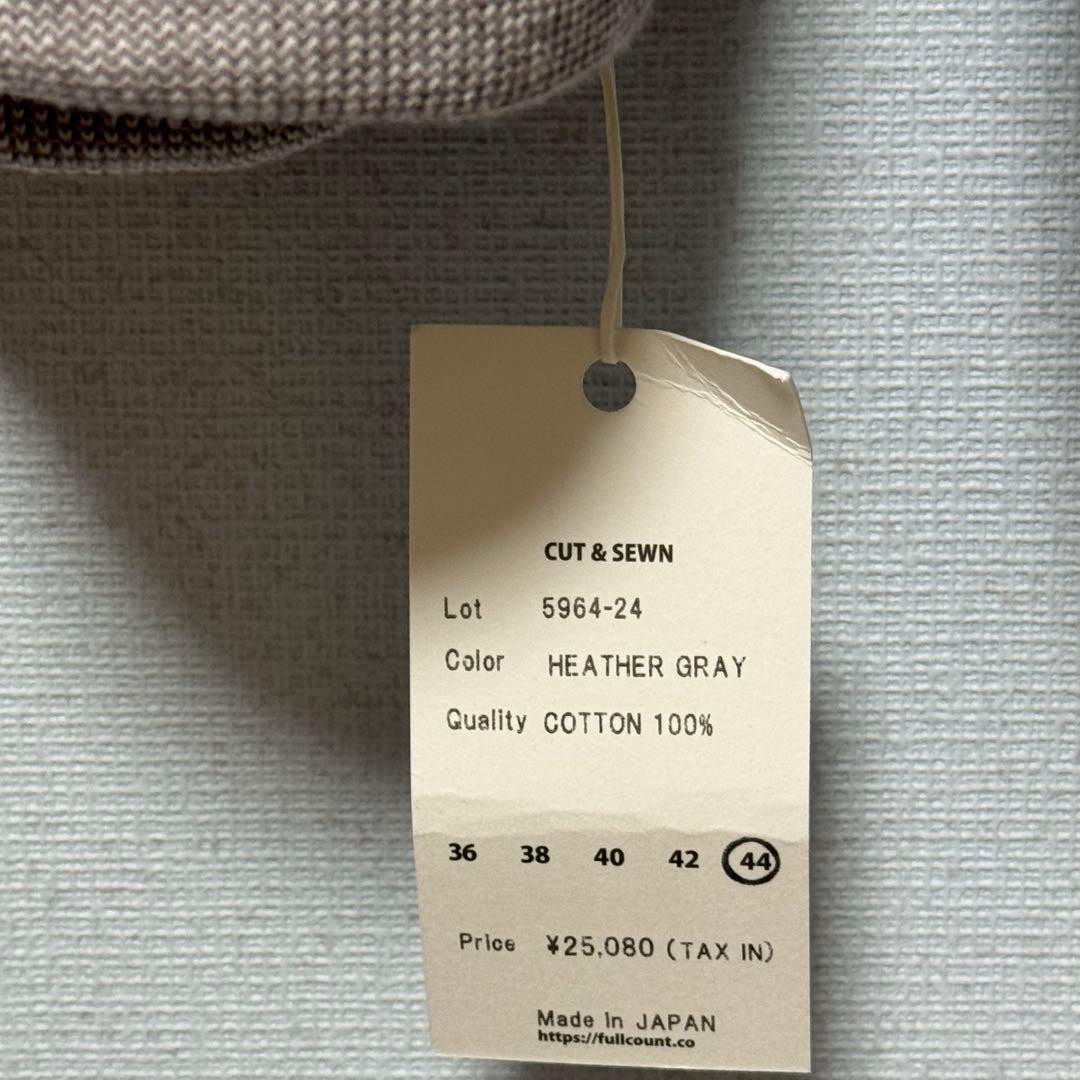 CUT & SEWN
Lot 5964-24
Color HEATHER GRAY
Quality COTTON 100%
36 38 40 42 44
Price ¥25,080 (TAX IN)
Made in JAPAN
https://fullcount.co